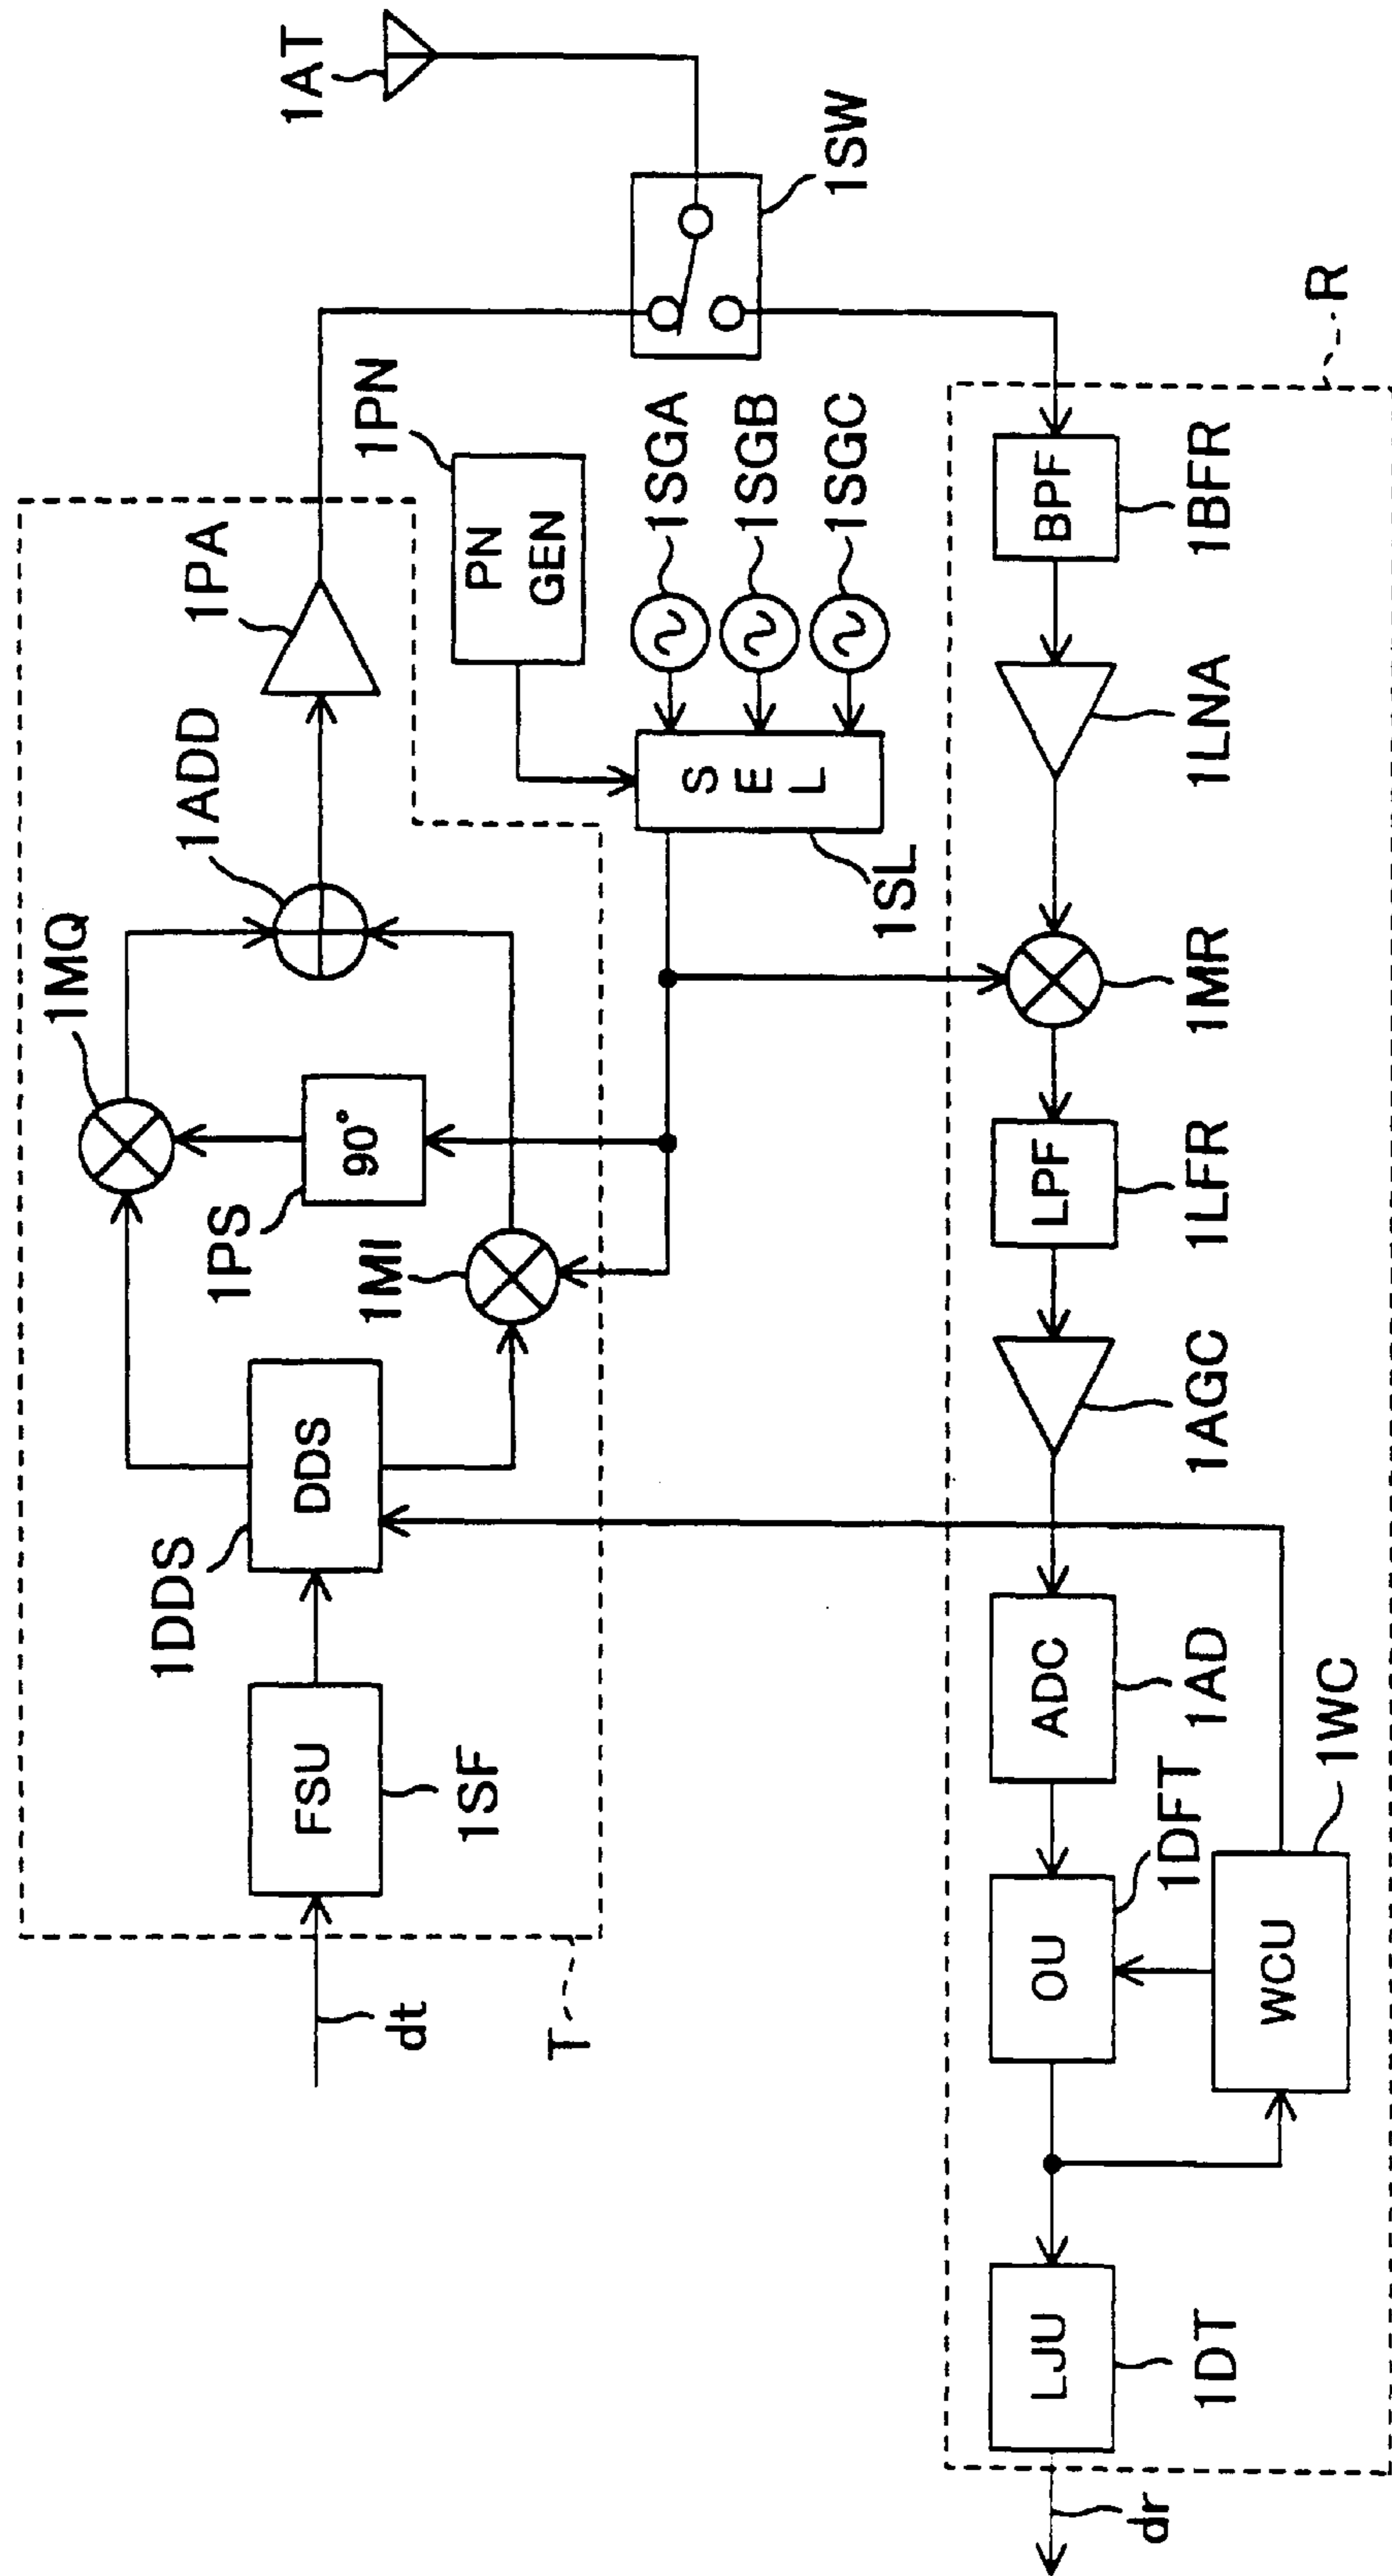 1AT
1SW
R
1PN
PN
GEN
1SGA
1SGB
1SGC
1PA
1ADD
1MQ
90°
1PS
1MI
SEL
1SL
DDS
1DDS
FSU
1SF
dt
T
BPF
1BFR
1LNA
1MR
LPF
1LFR
1AGC
ADC
1AD
OU
1DFT
WCU
1WC
LJU
1DT
dr